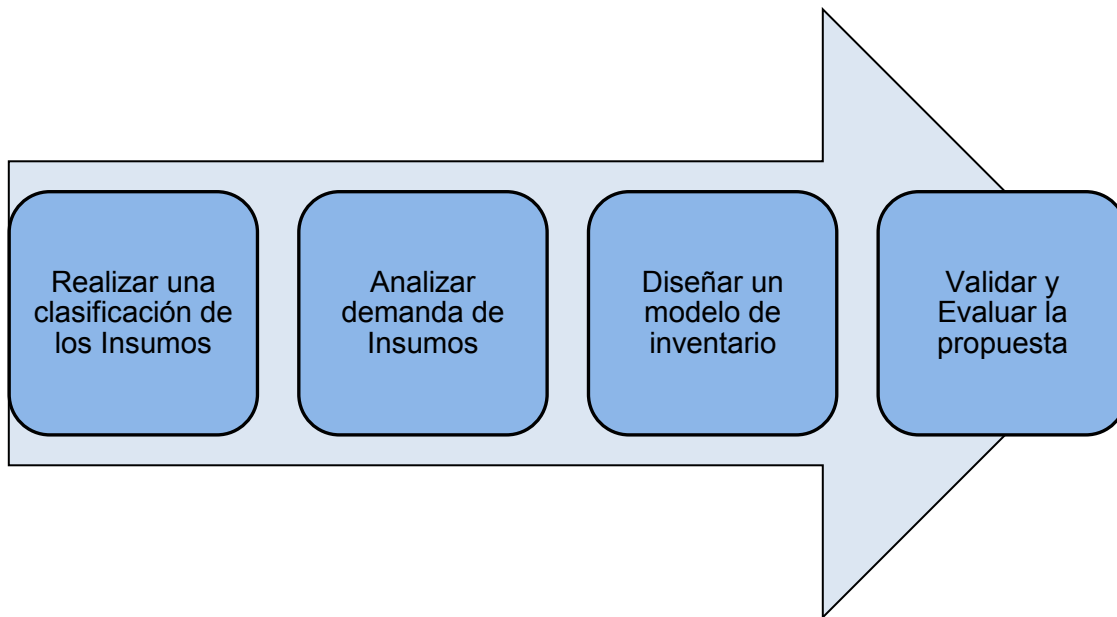 Realizar una
clasificación de
los Insumos
Analizar
demanda de
Insumos
Diseñar un
modelo de
inventario
Validar y
Evaluar la
propuesta